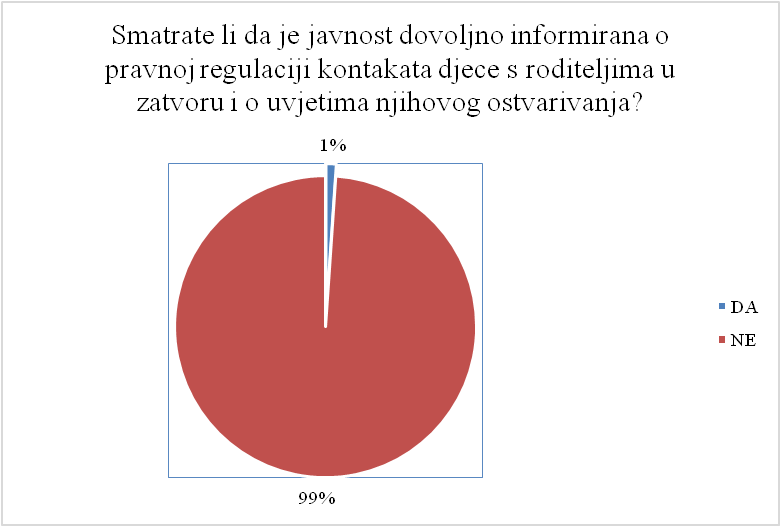 Smatrate li da je javnost dovoljno informirana o
pravnoj regulaciji kontakata djece s roditeljima u
zatvoru i o uvjetima njihovog ostvarivanja?
1%
DA
NE
99%